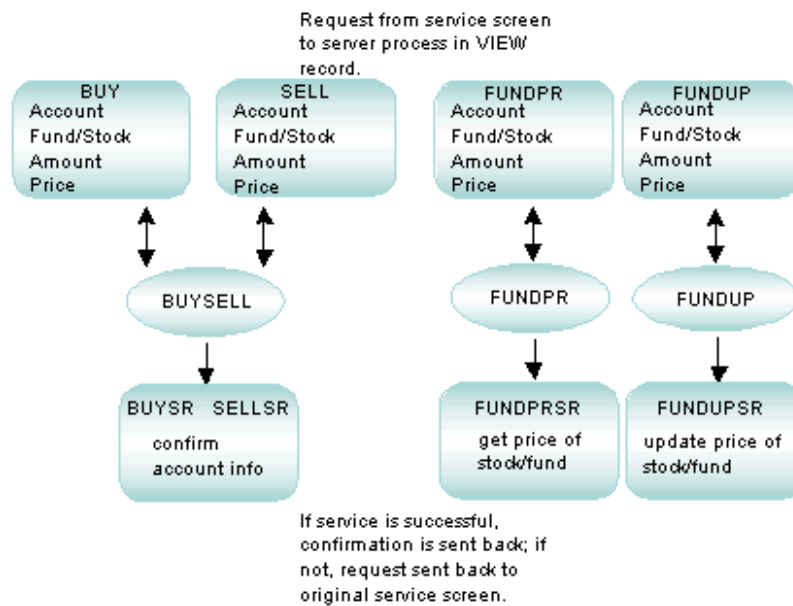 Request from service screen
to server process in VIEW
record.
BUY
Account
Fund/Stock
Amount
Price
SELL
Account
Fund/Stock
Amount
Price
FUNDPR
Account
Fund/Stock
Amount
Price
FUNDUP
Account
Fund/Stock
Amount
Price
BUYSELL
FUNDPR
FUNDUP
BUYSR SELLSR
confirm
account info
FUNDPRSR
get price of
stock/fund
FUNDUPSR
update price of
stock/fund
If service is successful,
confirmation is sent back; if
not, request sent back to
original service screen.